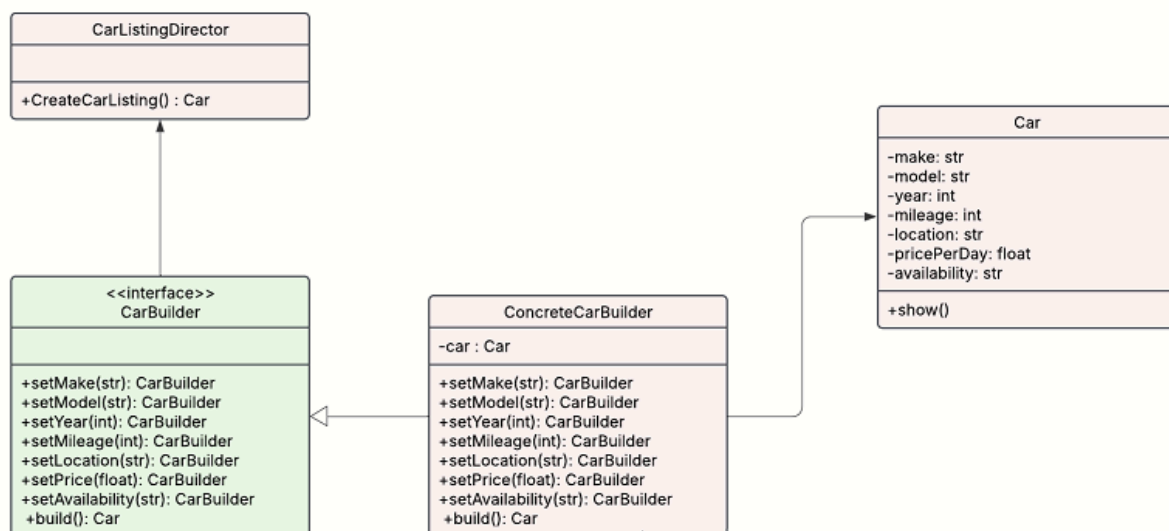 CarListingDirector
+CreateCarListing() : Car
<<interface>>
CarBuilder
+setMake(str): CarBuilder
+setModel(str): CarBuilder
+setYear(int): CarBuilder
+setMileage(int): CarBuilder
+setLocation(str): CarBuilder
+setPrice(float): CarBuilder
+setAvailability(str): CarBuilder
+build(): Car
ConcreteCarBuilder
-car : Car
+setMake(str): CarBuilder
+setModel(str): CarBuilder
+setYear(int): CarBuilder
+setMileage(int): CarBuilder
+setLocation(str): CarBuilder
+setPrice(float): CarBuilder
+setAvailability(str): CarBuilder
+build(): Car
Car
-make: str
-model: str
-year: int
-mileage: int
-location: str
-pricePerDay: float
-availability: str
+show()